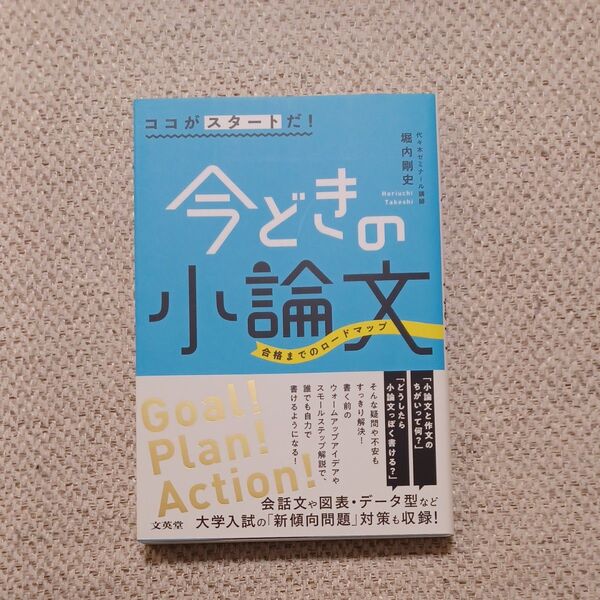 ココがスタートだ!
代々木ゼミナール講師
堀内剛史
Horiuchi
Takeshi
今どきの
小論文
合格までのロードマップ
「小論文と作文の
ちがいって何?」
「どうしたら
小論文っぽく書ける?」
そんな疑問や不安も
すっきり解決!
書く前の
ウォームアップアイデアや
スモールステップ解説で、
誰でも自力で
書けるようになる!
Goal!
Plan!
Action!
会話文や図表・データ型など
大学入試の「新傾向問題」対策も収録!
文英堂